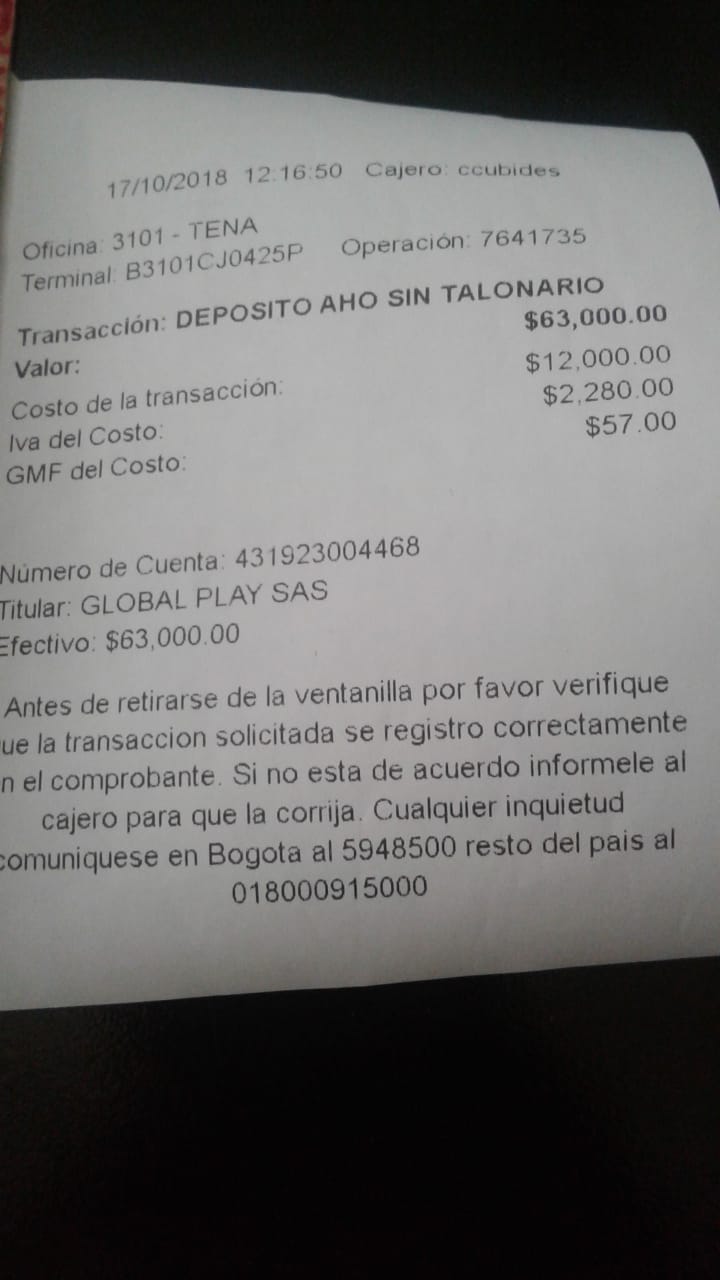 17/10/2018 12:16:50 Cajero: ccubides
Oficina: 3101 - TENA
Terminal: B3101CJ0425P Operación: 7641735
Transacción: DEPOSITO AHO SIN TALONARIO
Valor: $63,000.00
Costo de la transacción: $12,000.00
Iva del Costo: $2,280.00
GMF del Costo: $57.00
Número de Cuenta: 431923004468
Titular: GLOBAL PLAY SAS
Efectivo: $63,000.00
Antes de retirarse de la ventanilla por favor verifique
ue la transaccion solicitada se registro correctamente
n el comprobante. Si no esta de acuerdo informele al
cajero para que la corrija. Cualquier inquietud
comuniquese en Bogota al 5948500 resto del pais al
018000915000